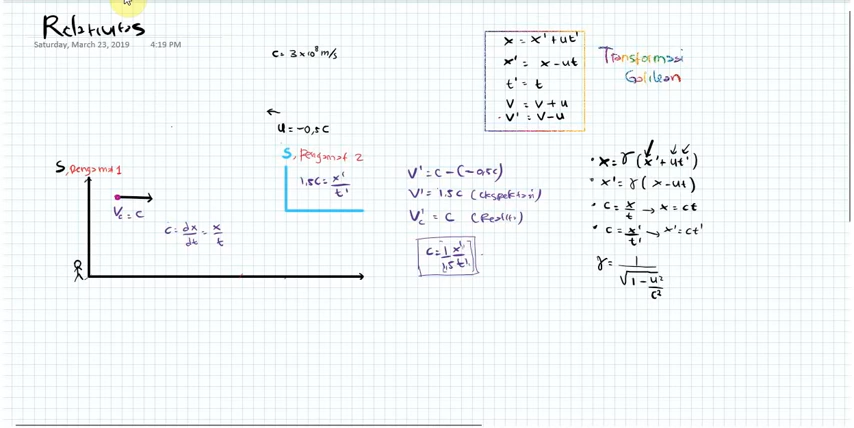 Relativitas
Saturday, March 23, 2019 4:19 PM
c = 3 × 10⁸ m/s
x = x' + ut'
x' = x - ut
t' = t
V = V + u
V' = V - u
Transformasi
Galilean
←
u = -0,5c
S, Pengamat 1
V_c = c
c = dx/dt = x/t
S, Pengamat 2
1,5c = x'/t'
V' = c - (-0,5c)
V' = 1.5c (ekspektasi)
V'_c = c (Realita)
c = 1/1,5 x'/t'
• x = γ(x' + ut')
• x' = γ(x - ut)
• c = x/t → x = ct
• c = x'/t' → x' = ct'
γ = 1/√(1 - u²/c²)